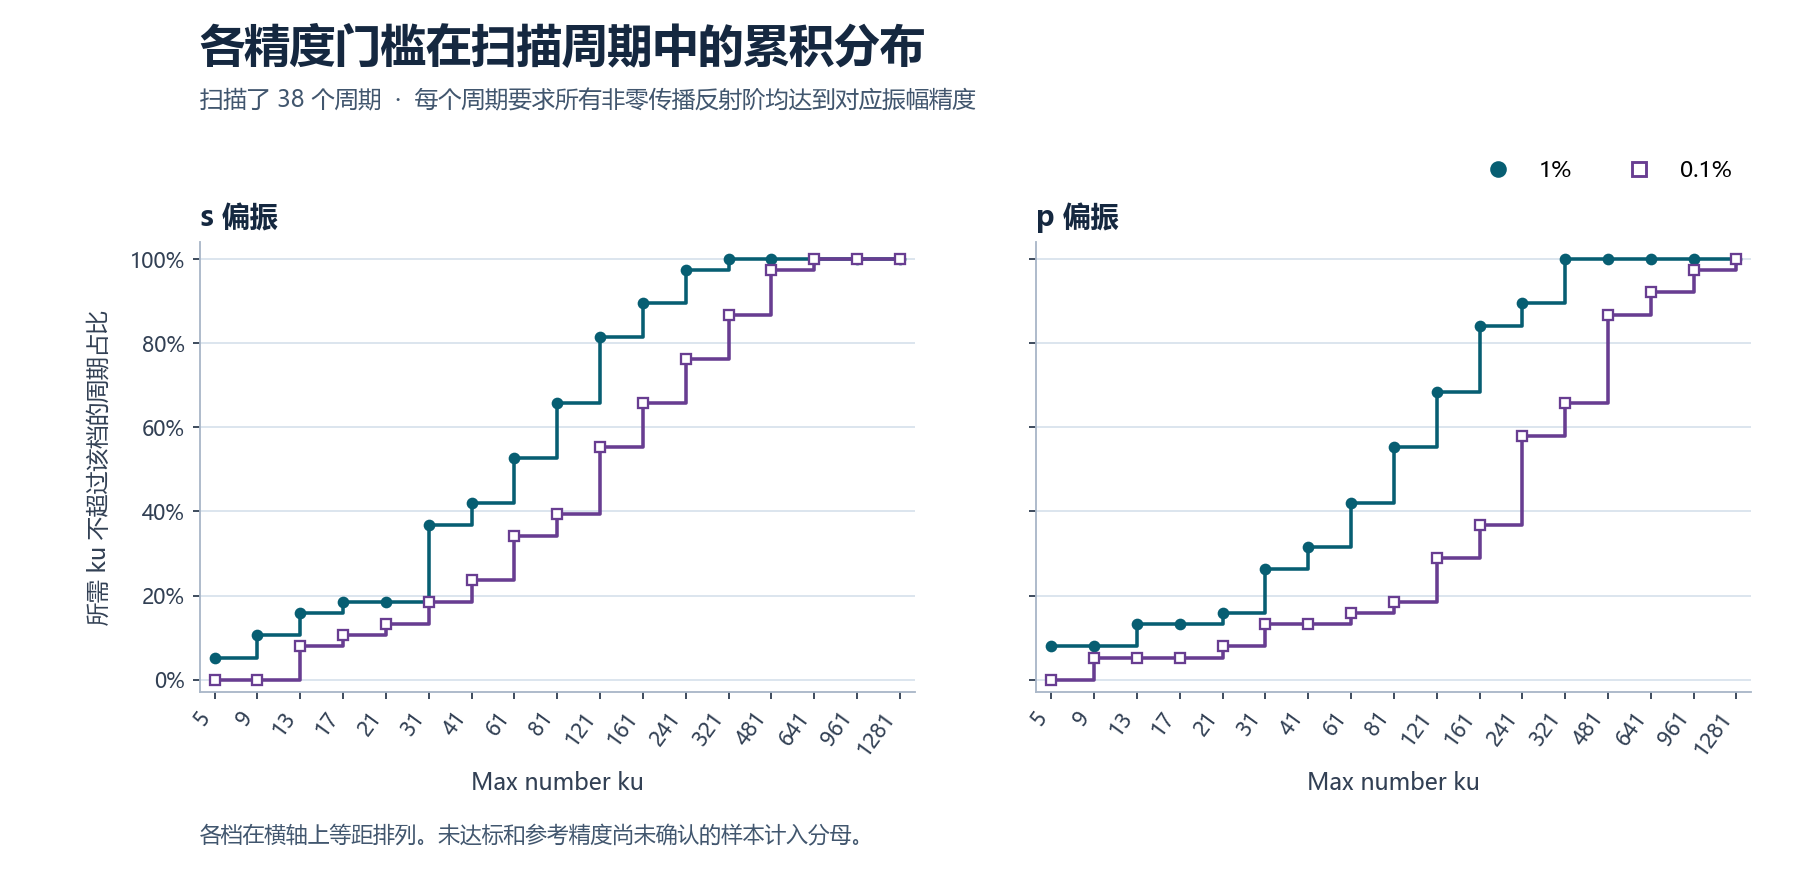 各精度门槛在扫描周期中的累积分布
扫描了 38 个周期 · 每个周期要求所有非零传播反射阶均达到对应振幅精度
1% 0.1%
s 偏振
p 偏振
所需 ku 不超过该档的周期占比
100%
80%
60%
40%
20%
0%
5 9 13 17 21 31 41 61 81 121 161 241 321 481 641 961 1281
5 9 13 17 21 31 41 61 81 121 161 241 321 481 641 961 1281
Max number ku
Max number ku
各档在横轴上等距排列。未达标和参考精度尚未确认的样本计入分母。